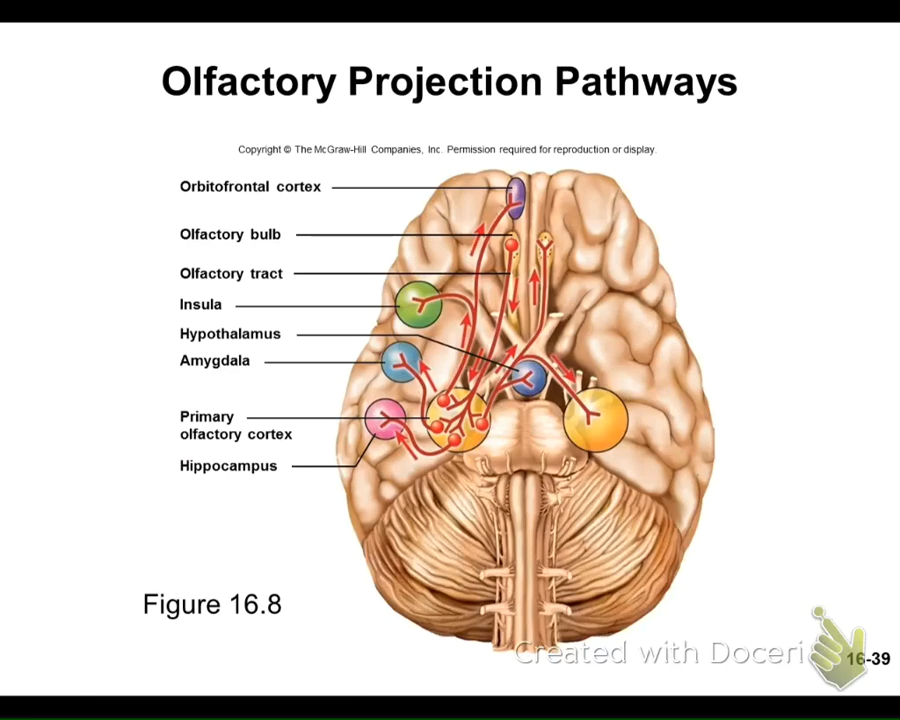 Olfactory Projection Pathways
Copyright © The McGraw-Hill Companies, Inc. Permission required for reproduction or display.
Orbitofrontal cortex
Olfactory bulb
Olfactory tract
Insula
Hypothalamus
Amygdala
Primary
olfactory cortex
Hippocampus
Figure 16.8
Created with Doceri
16-39